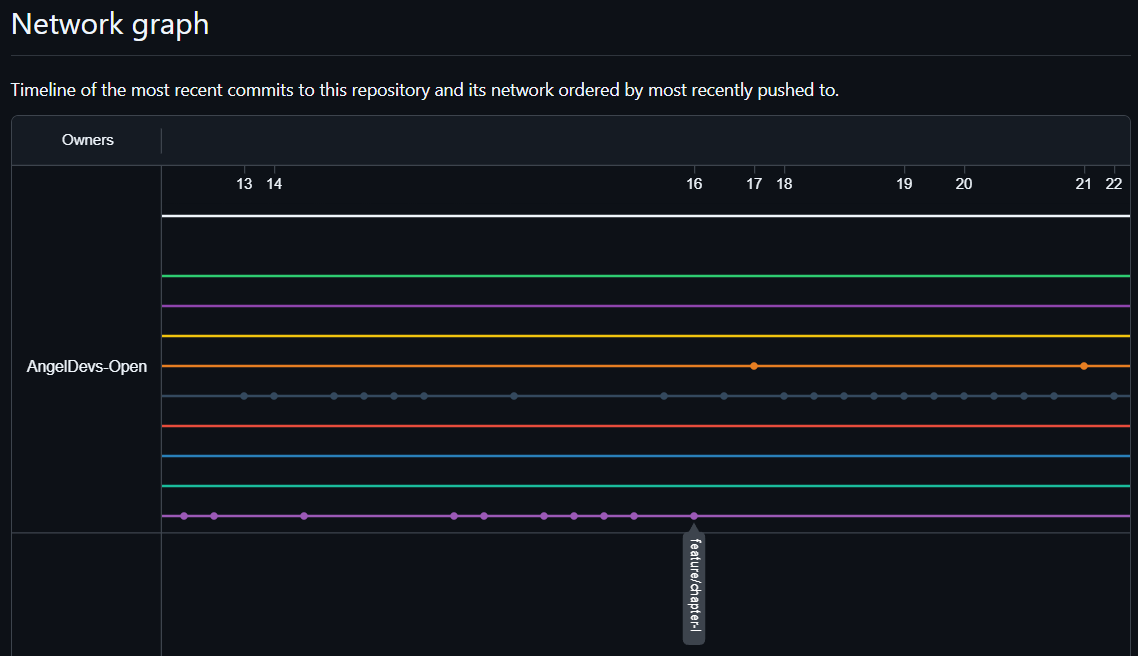 Network graph
Timeline of the most recent commits to this repository and its network ordered by most recently pushed to.
Owners
13 14 16 17 18 19 20 21 22
AngelDevs-Open
feature/chapter-l